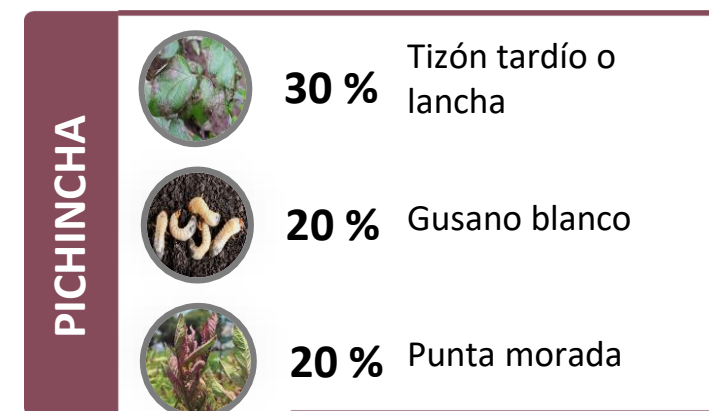 PICHINCHA
30 % Tizón tardío o
lancha
20 % Gusano blanco
20 % Punta morada